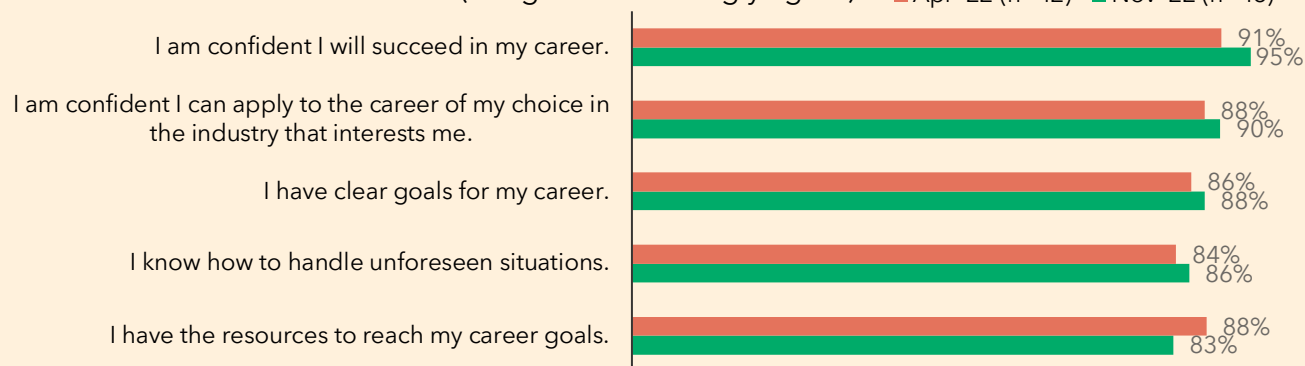 I am confident I will succeed in my career.
91%
95%
I am confident I can apply to the career of my choice in
the industry that interests me.
88%
90%
I have clear goals for my career.
86%
88%
I know how to handle unforeseen situations.
84%
86%
I have the resources to reach my career goals.
88%
83%